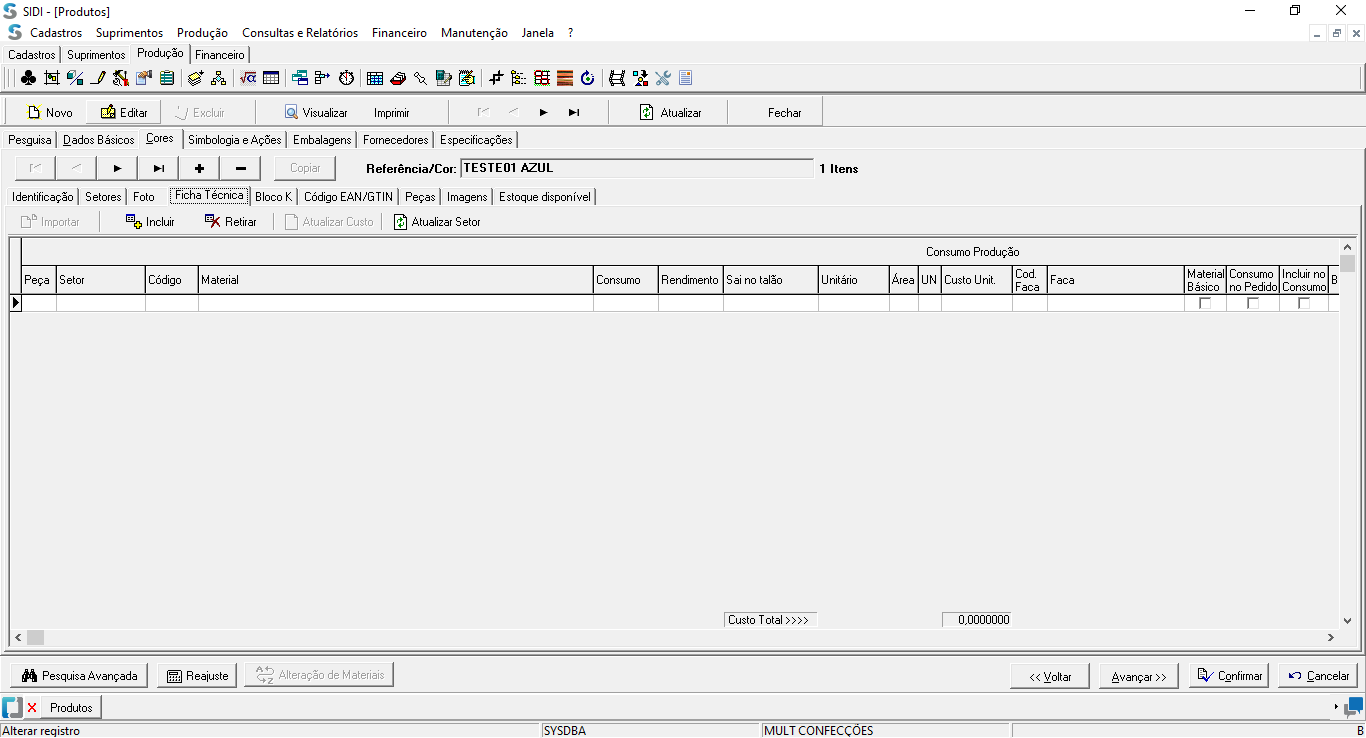 SIDI - [Produtos]
Cadastros Suprimentos Produção Consultas e Relatórios Financeiro Manutenção Janela ?
Cadastros Suprimentos Produção Financeiro
Novo Editar Excluir Visualizar Imprimir Atualizar Fechar
Pesquisa Dados Básicos Cores Simbologia e Ações Embalagens Fornecedores Especificações
Copiar Referência/Cor: TESTE01 AZUL 1 Itens
Identificação Setores Foto Ficha Técnica Bloco K Código EAN/GTIN Peças Imagens Estoque disponível
Importar Incluir Retirar Atualizar Custo Atualizar Setor
Consumo Produção
Peça Setor Código Material Consumo Rendimento Sai no talão Unitário Área UN Custo Unit. Cod. Faca Faca Material Básico Consumo no Pedido Incluir no Consumo B
Custo Total >>>> 0,0000000
Pesquisa Avançada Reajuste Alteração de Materiais << Voltar Avançar >> Confirmar Cancelar
Produtos
Alterar registro SYSDBA MULT CONFECÇÕES B